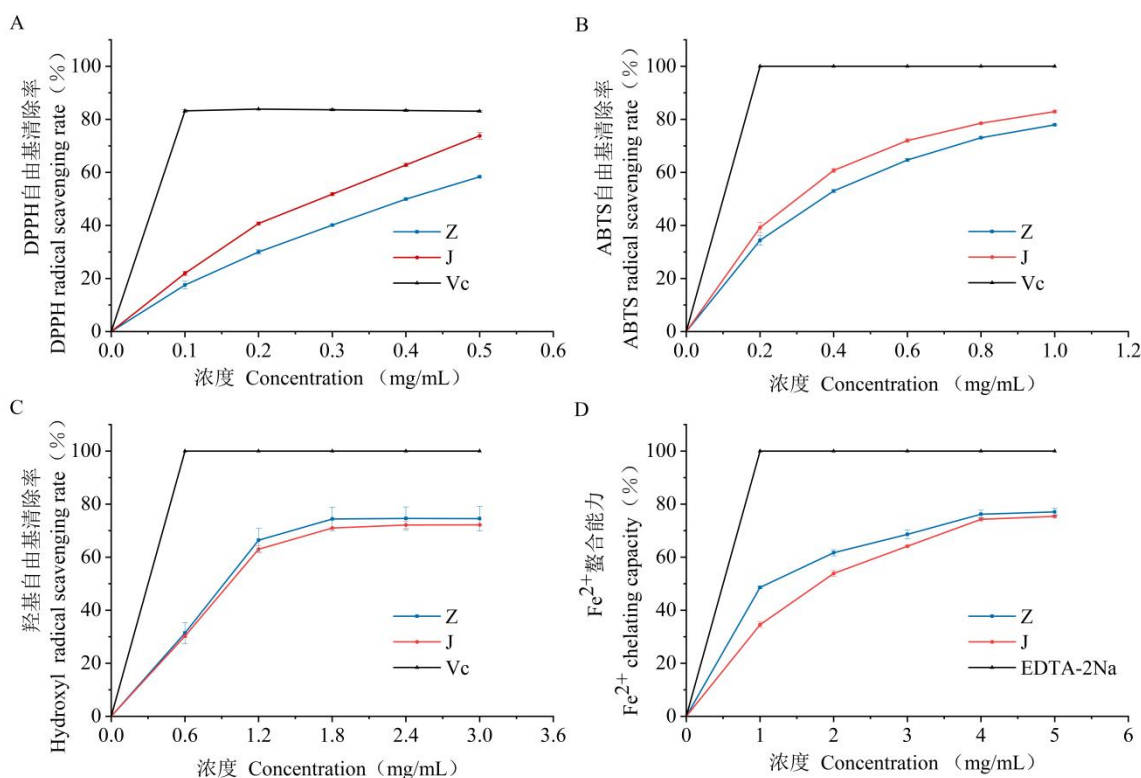 A
DPPH自由基清除率
DPPH radical scavenging rate (%)
100
80
60
40
20
0
Z
J
Vc
0.0 0.1 0.2 0.3 0.4 0.5 0.6
浓度 Concentration （mg/mL）
B
ABTS自由基清除率
ABTS radical scavenging rate (%)
100
80
60
40
20
0
Z
J
Vc
0.0 0.2 0.4 0.6 0.8 1.0 1.2
浓度 Concentration （mg/mL）
C
羟基自由基清除率
Hydroxyl radical scavenging rate (%)
100
80
60
40
20
0
Z
J
Vc
0.0 0.6 1.2 1.8 2.4 3.0 3.6
浓度 Concentration （mg/mL）
D
Fe²⁺螯合能力
Fe²⁺ chelating capacity (%)
100
80
60
40
20
0
Z
J
EDTA-2Na
0 1 2 3 4 5 6
浓度 Concentration （mg/mL）